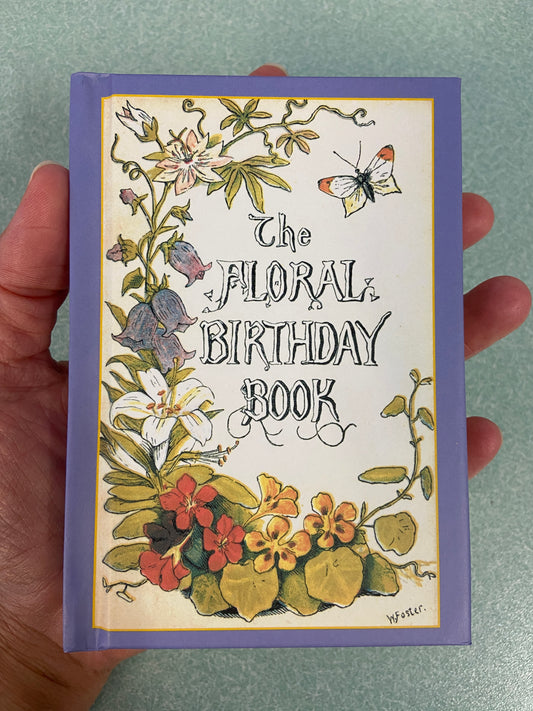 The
FLORAL
BIRTHDAY
BOOK
W.Foster.